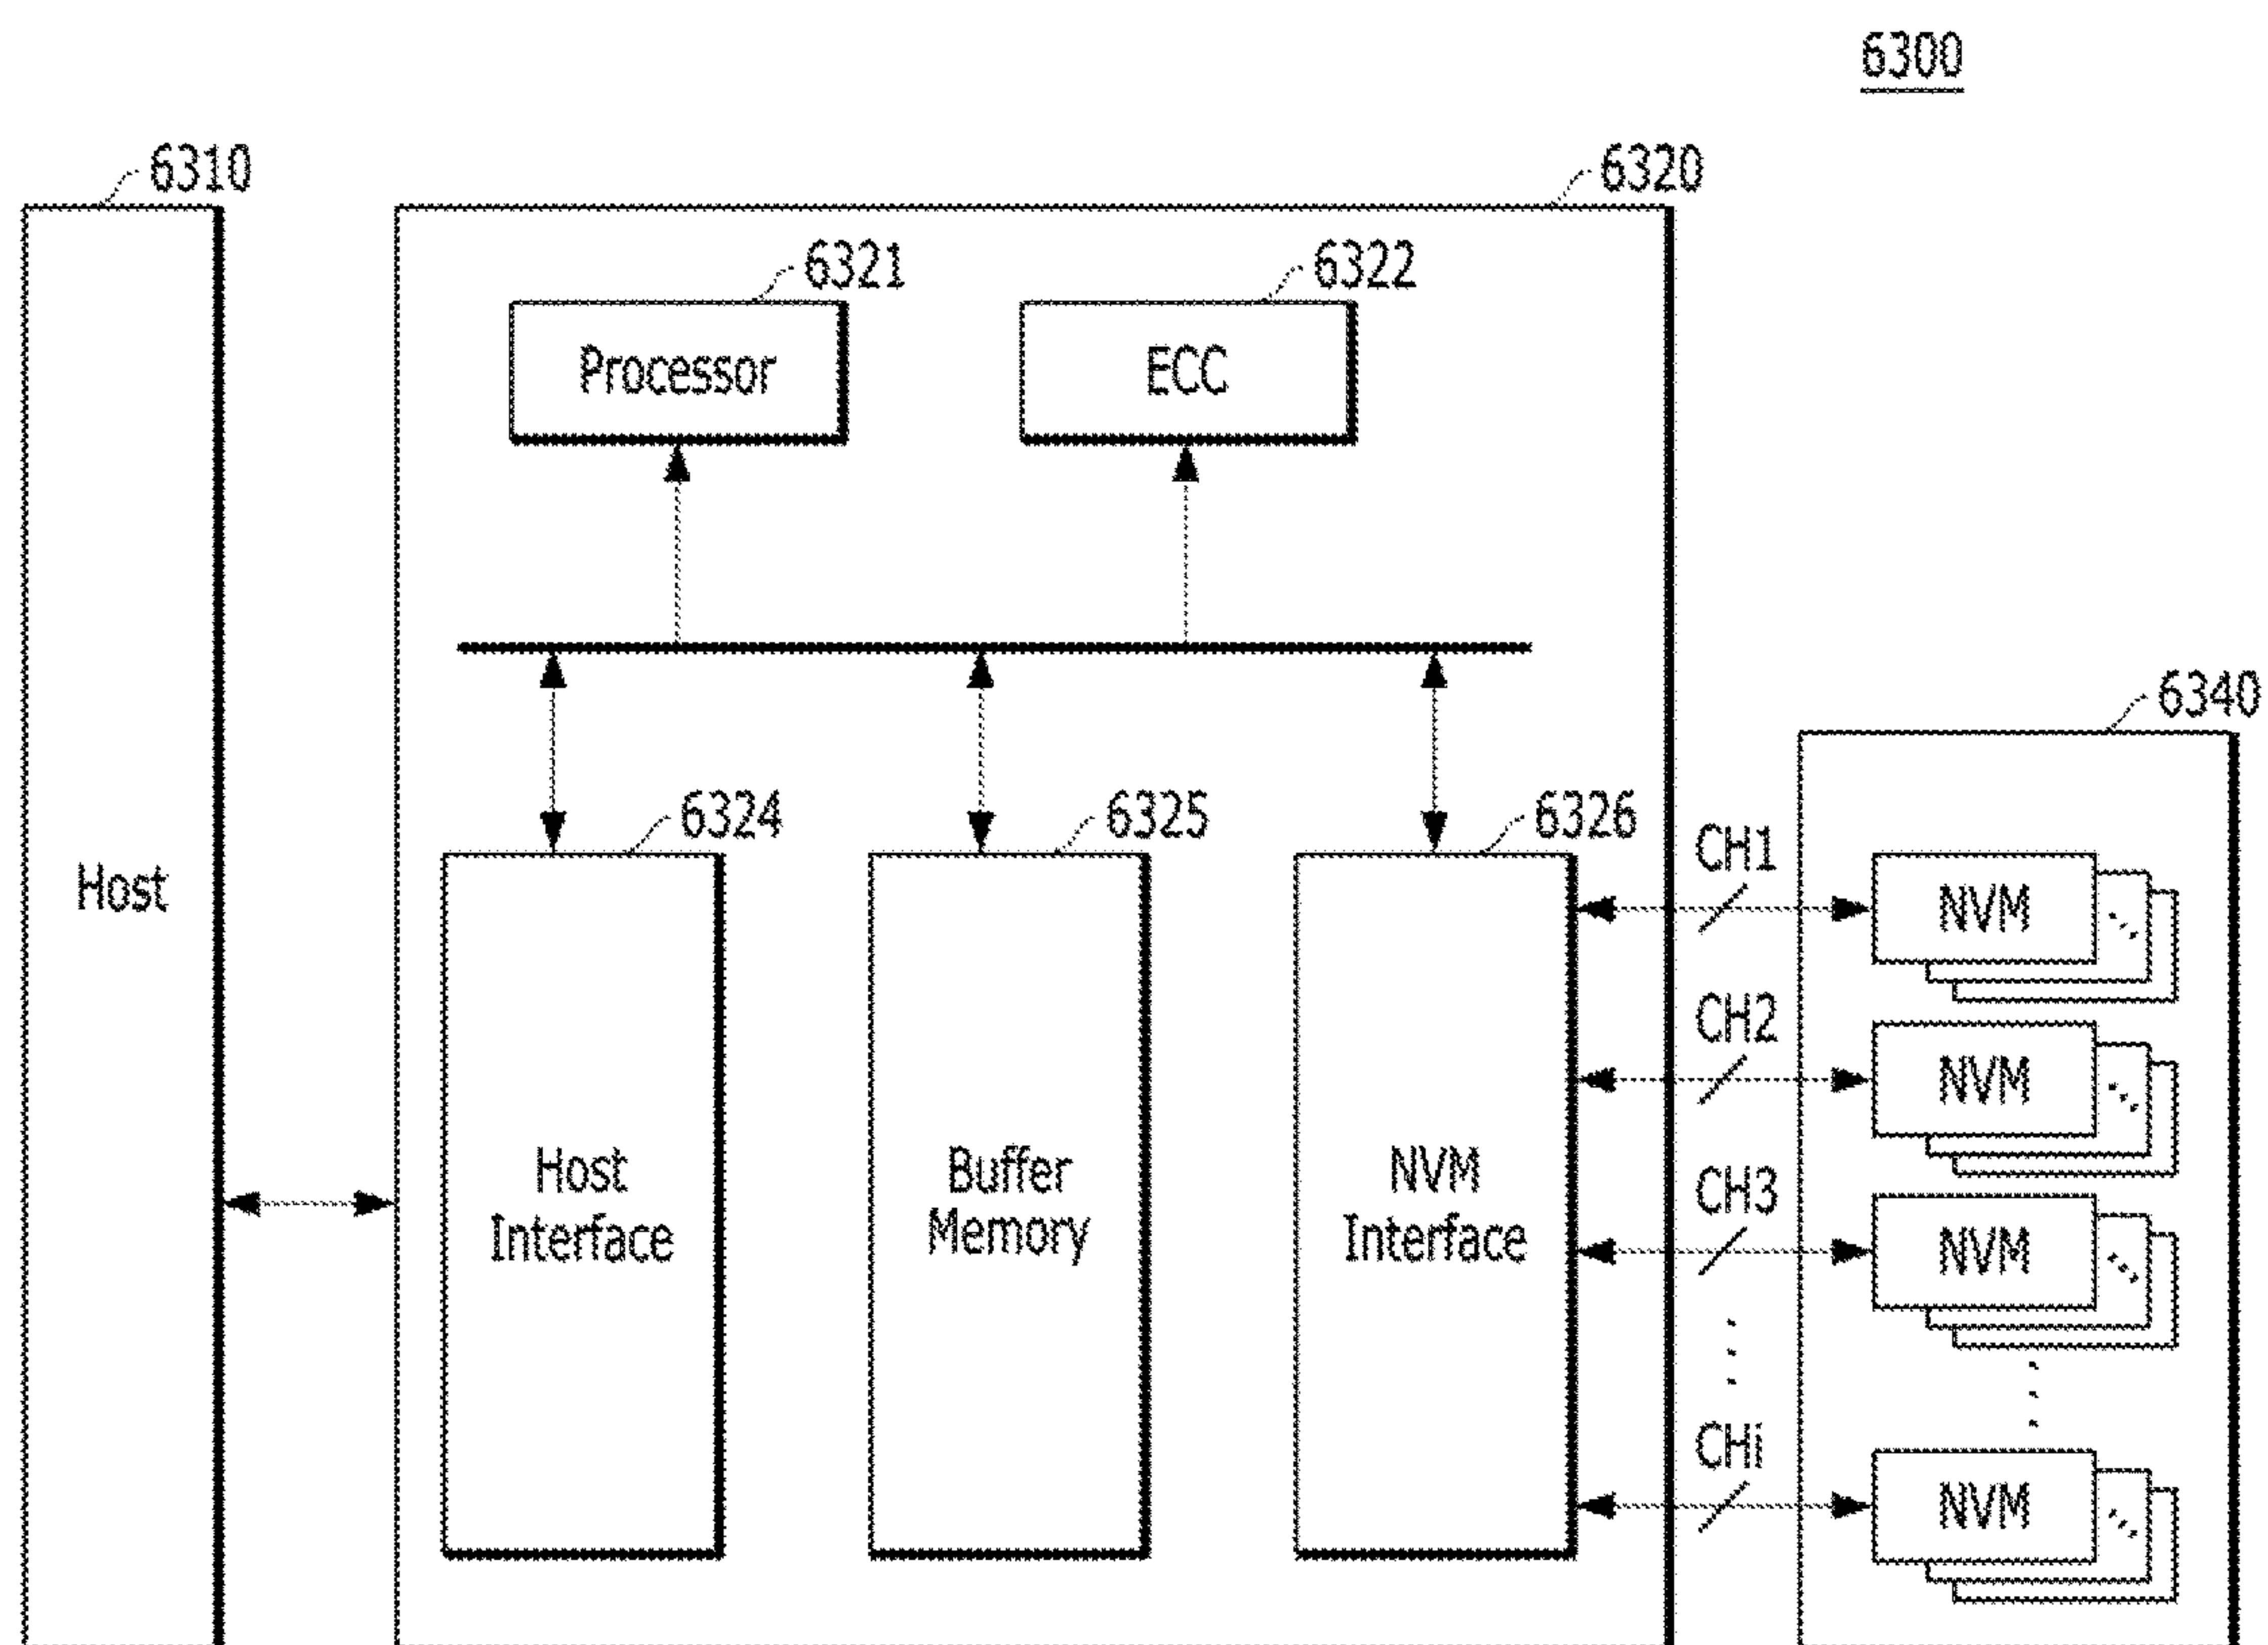 6300
6310
6320
6321
6322
Processor
ECC
6340
6324
6325
6326
CH1
Host
NVM
CH2
NVM
Host
Interface
Buffer
Memory
NVM
Interface
CH3
NVM
CHi
NVM